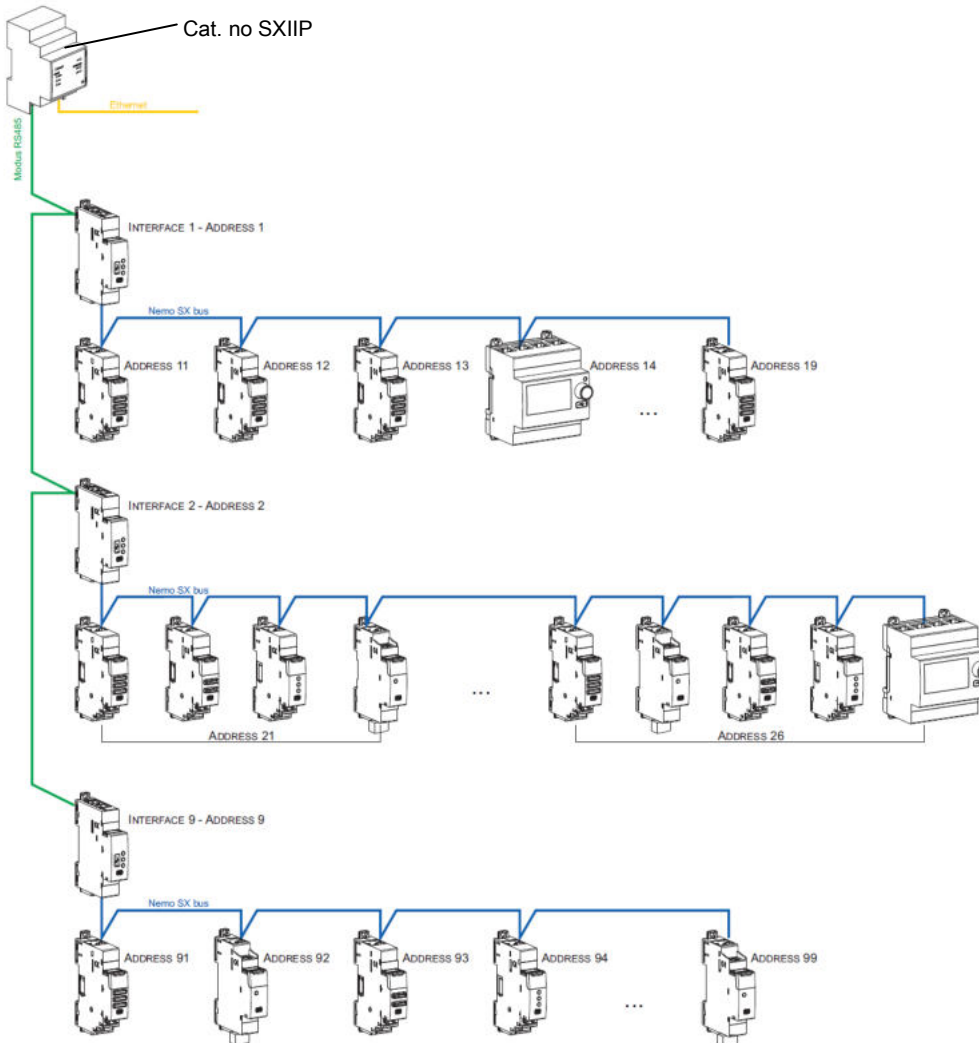 Cat. no SXIIP
Ethernet
Modus RS485
INTERFACE 1 - ADDRESS 1
Nemo SX bus
ADDRESS 11
ADDRESS 12
ADDRESS 13
ADDRESS 14
ADDRESS 19
...
INTERFACE 2 - ADDRESS 2
Nemo SX bus
...
ADDRESS 21
ADDRESS 26
INTERFACE 9 - ADDRESS 9
Nemo SX bus
ADDRESS 91
ADDRESS 92
ADDRESS 93
ADDRESS 94
ADDRESS 99
...